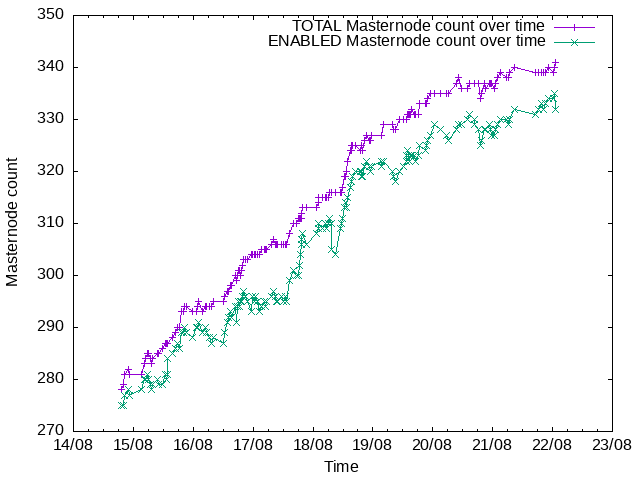 TOTAL Masternode count over time
ENABLED Masternode count over time
350
340
330
320
310
300
290
280
270
Masternode count
14/08 15/08 16/08 17/08 18/08 19/08 20/08 21/08 22/08 23/08
Time